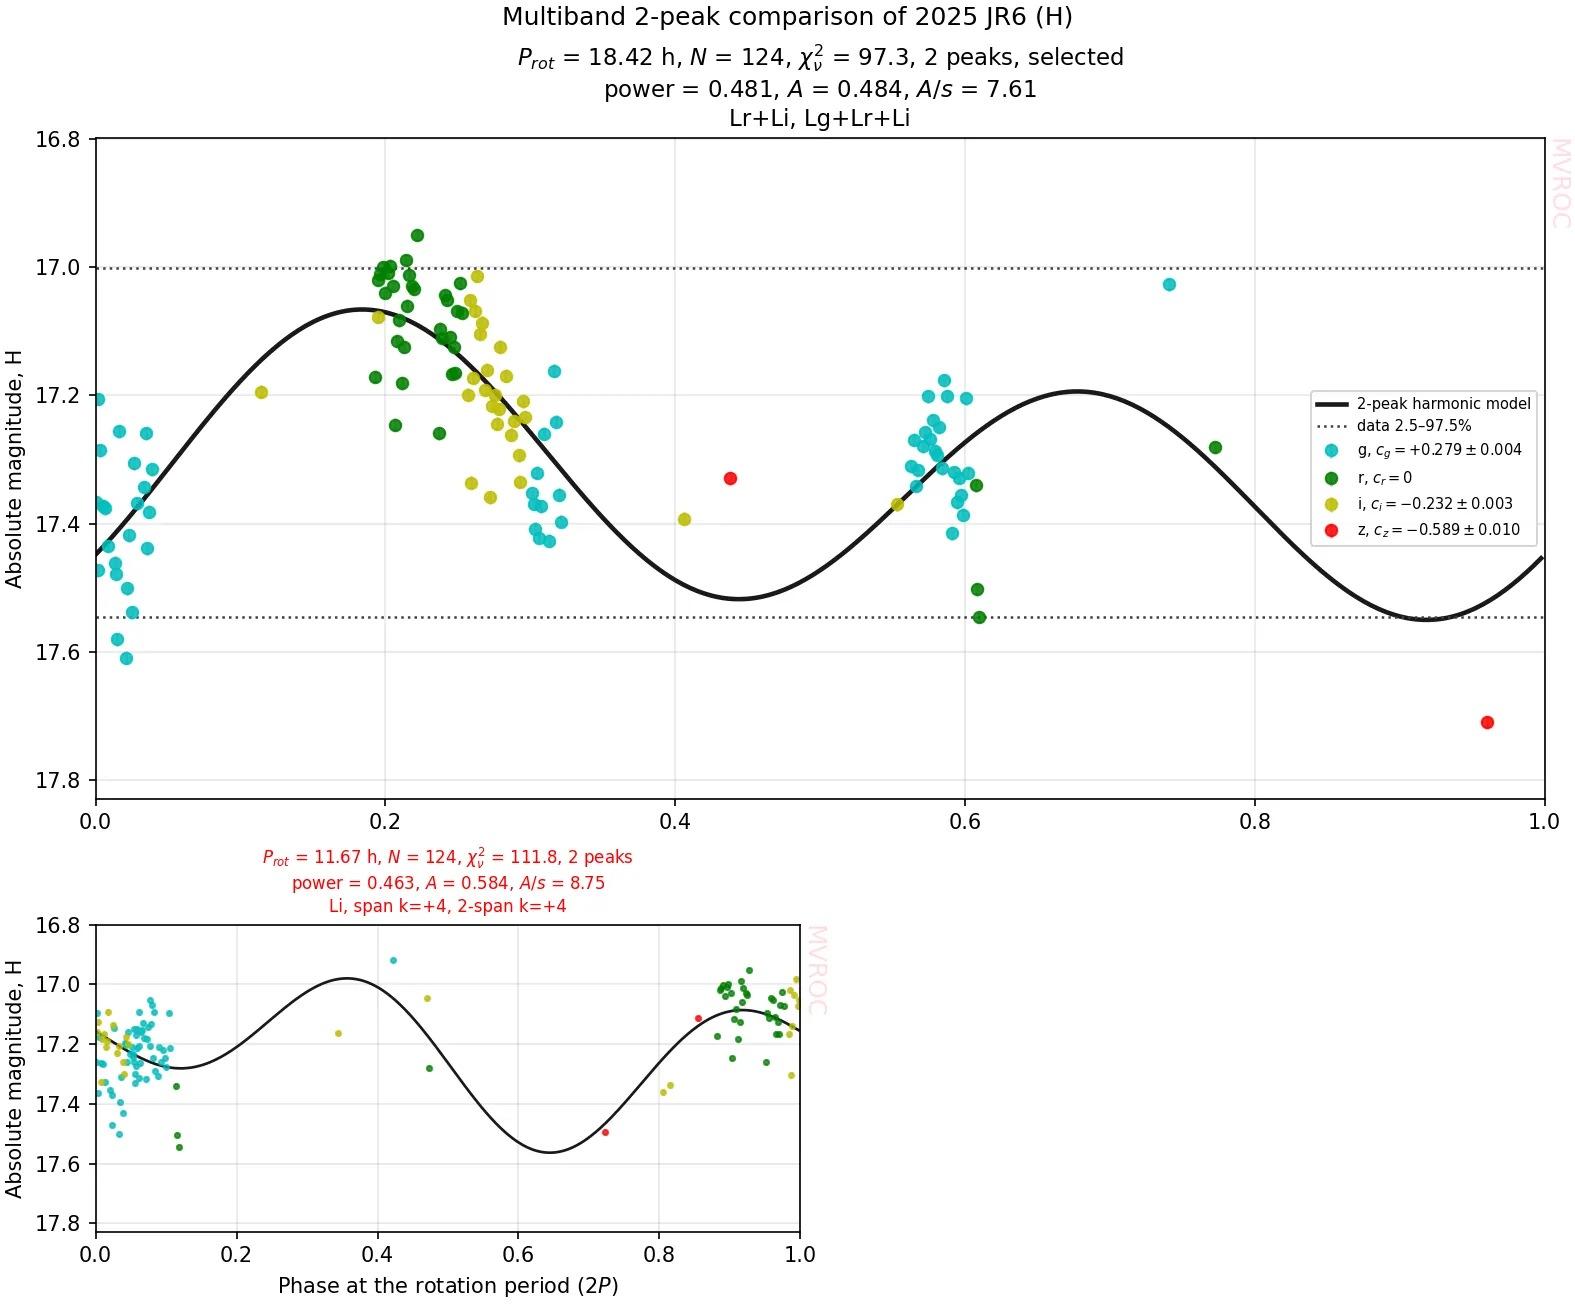 Multiband 2-peak comparison of 2025 JR6 (H)
P_rot = 18.42 h, N = 124, χ²_ν = 97.3, 2 peaks, selected
power = 0.481, A = 0.484, A/s = 7.61
Lr+Li, Lg+Lr+Li
16.8
17.0
17.2
17.4
17.6
17.8
Absolute magnitude, H
2-peak harmonic model
data 2.5–97.5%
g, c_g = +0.279 ± 0.004
r, c_r = 0
i, c_i = −0.232 ± 0.003
z, c_z = −0.589 ± 0.010
MVROC
0.0 0.2 0.4 0.6 0.8 1.0
P_rot = 11.67 h, N = 124, χ²_ν = 111.8, 2 peaks
power = 0.463, A = 0.584, A/s = 8.75
Li, span k=+4, 2-span k=+4
16.8
17.0
17.2
17.4
17.6
17.8
Absolute magnitude, H
MVROC
0.0 0.2 0.4 0.6 0.8 1.0
Phase at the rotation period (2P)